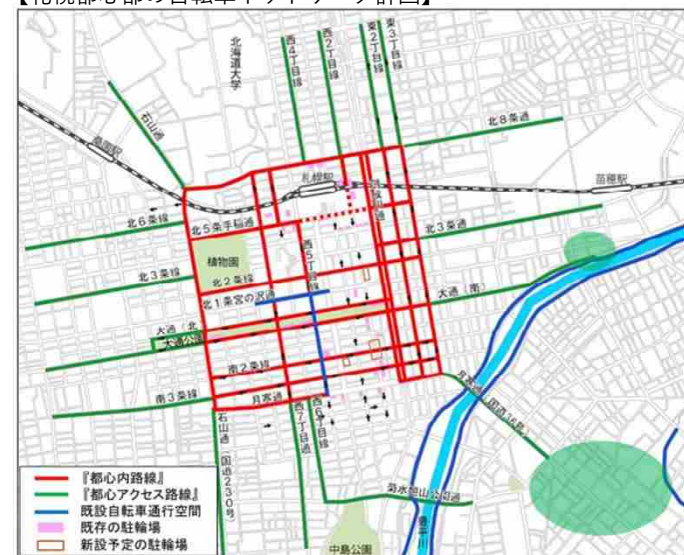 【札幌都心部の自転車ネットワーク計画】
北海道大学
西4丁目線
西2丁目線
東2丁目線
東3丁目線
石山通
桑園駅
北8条通
札幌駅
苗穂駅
北6条線
北5条手稲通
北3条通
植物園
西5丁目線
北3条線
北2条線
北1条宮の沢通
大通（北
大通公園
大通（南）
南2条線
南3条線
月寒通
月寒通（国道36号）
石山通（国道230号）
西7丁目線
西6丁目線
菊水旭山公園通
豊平川
中島公園
『都心内路線』
『都心アクセス路線』
既設自転車通行空間
既存の駐輪場
新設予定の駐輪場